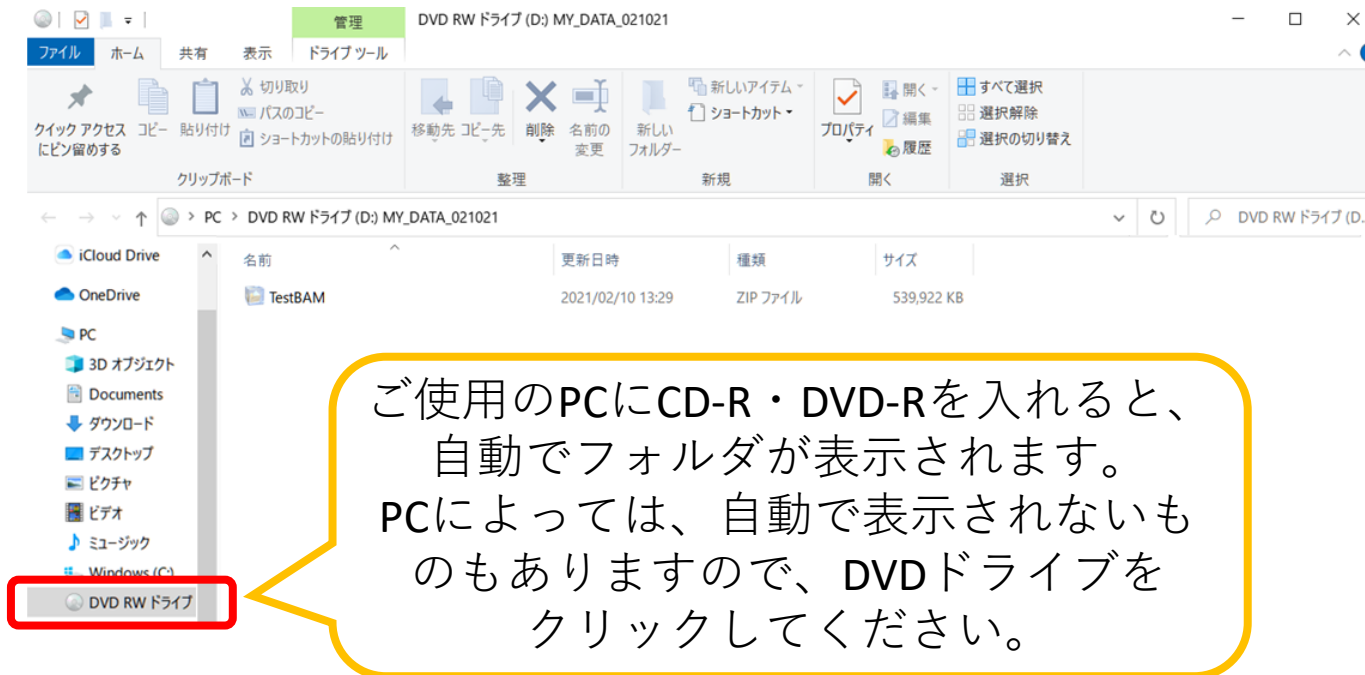 管理
DVD RW ドライブ (D:) MY_DATA_021021
ファイル ホーム 共有 表示 ドライブ ツール
クイック アクセス
にピン留めする
コピー
貼り付け
切り取り
パスのコピー
ショートカットの貼り付け
クリップボード
移動先
コピー先
削除
名前の
変更
整理
新しい
フォルダー
新しいアイテム
ショートカット
新規
プロパティ
開く
編集
履歴
開く
すべて選択
選択解除
選択の切り替え
選択
PC > DVD RW ドライブ (D:) MY_DATA_021021
DVD RW ドライブ (D.
iCloud Drive
OneDrive
PC
3D オブジェクト
Documents
ダウンロード
デスクトップ
ピクチャ
ビデオ
ミュージック
Windows (C:)
DVD RW ドライブ
名前 更新日時 種類 サイズ
TestBAM 2021/02/10 13:29 ZIP ファイル 539,922 KB
ご使用のPCにCD-R・DVD-Rを入れると、
自動でフォルダが表示されます。
PCによっては、自動で表示されないも
のもありますので、DVDドライブを
クリックしてください。